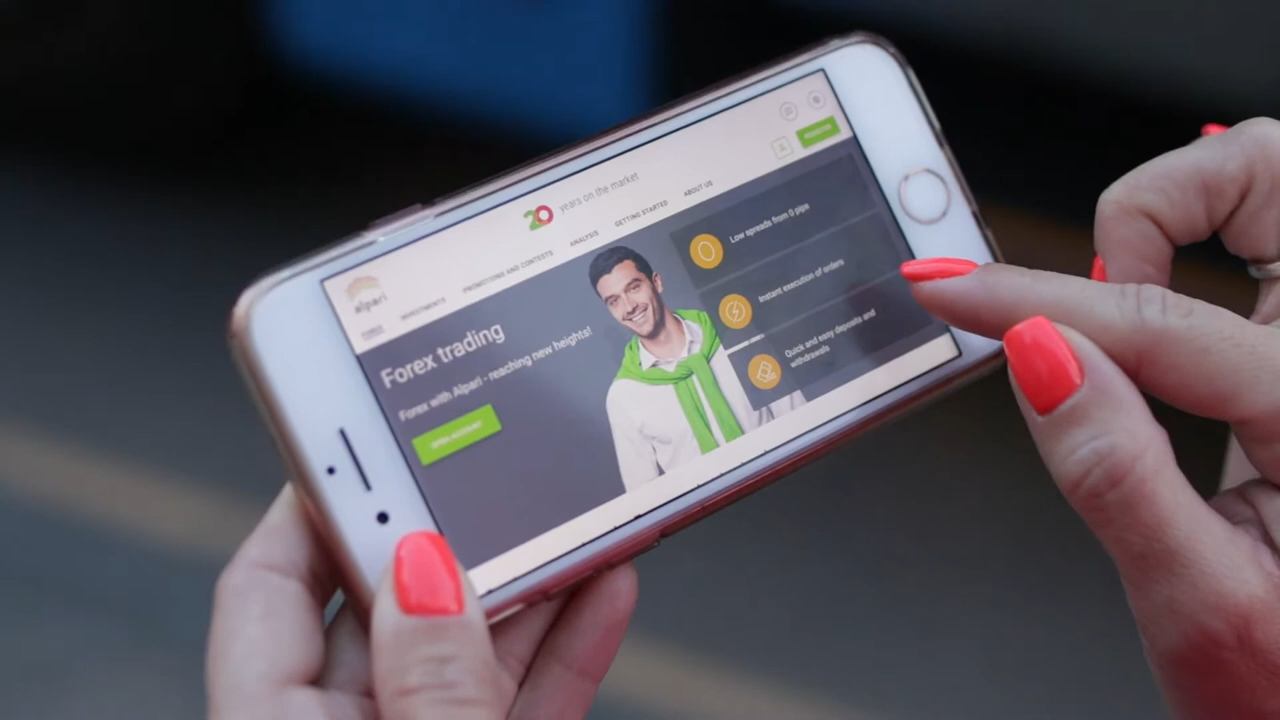 20 years on the market
REGISTER
alpari
FOREX
INVESTMENTS
PROMOTIONS AND CONTESTS
ANALYSIS
GETTING STARTED
ABOUT US
Forex trading
Forex with Alpari - reaching new heights!
OPEN ACCOUNT
Low spreads from 0 pips
Instant execution of orders
Quick and easy deposits and
withdrawals